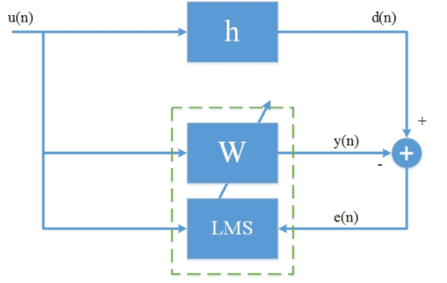 u(n)
h
d(n)
+
W
y(n)
+
-
LMS
e(n)